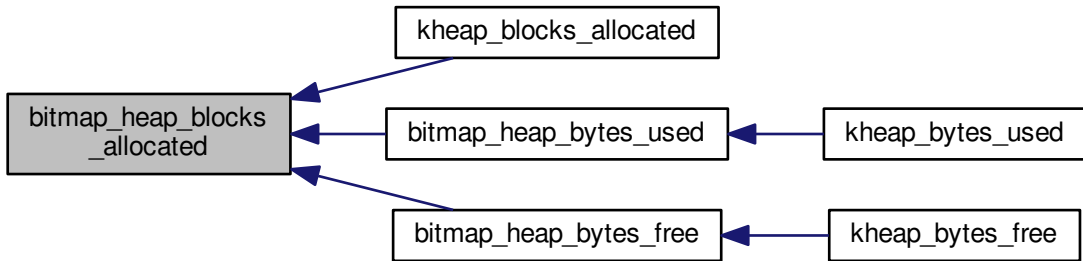 kheap_blocks_allocated
bitmap_heap_blocks
_allocated
bitmap_heap_bytes_used
kheap_bytes_used
bitmap_heap_bytes_free
kheap_bytes_free